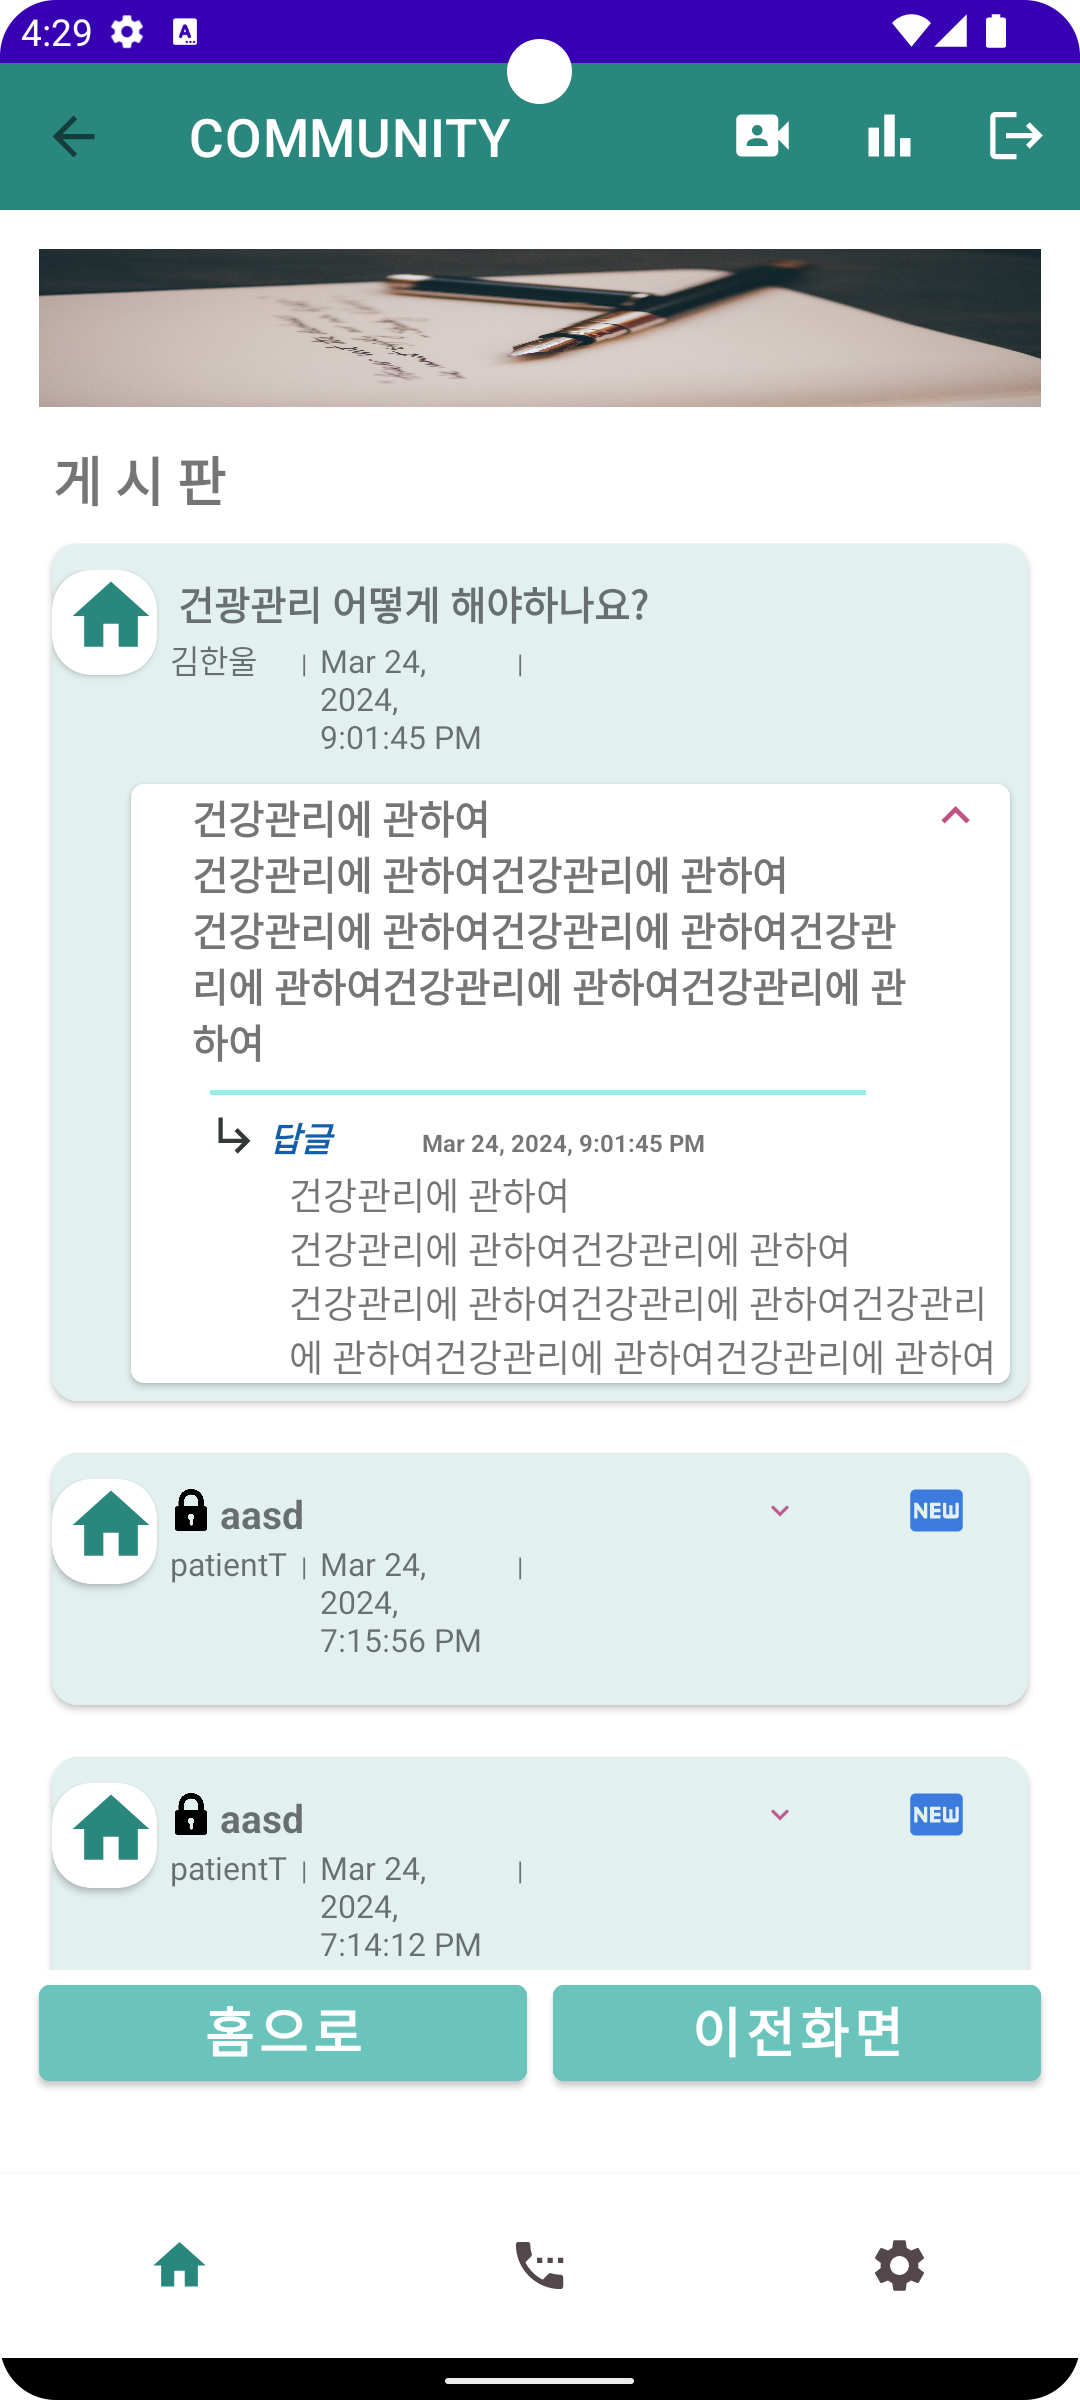 4:29
COMMUNITY
게시판
건광관리 어떻게 해야하나요?
김한울 | Mar 24, 2024, 9:01:45 PM |
건강관리에 관하여
건강관리에 관하여건강관리에 관하여
건강관리에 관하여건강관리에 관하여건강관
리에 관하여건강관리에 관하여건강관리에 관
하여
답글 Mar 24, 2024, 9:01:45 PM
건강관리에 관하여
건강관리에 관하여건강관리에 관하여
건강관리에 관하여건강관리에 관하여건강관리
에 관하여건강관리에 관하여건강관리에 관하여
aasd NEW
patientT | Mar 24,
2024,
7:15:56 PM |
aasd NEW
patientT | Mar 24,
2024,
7:14:12 PM |
홈으로 이전화면